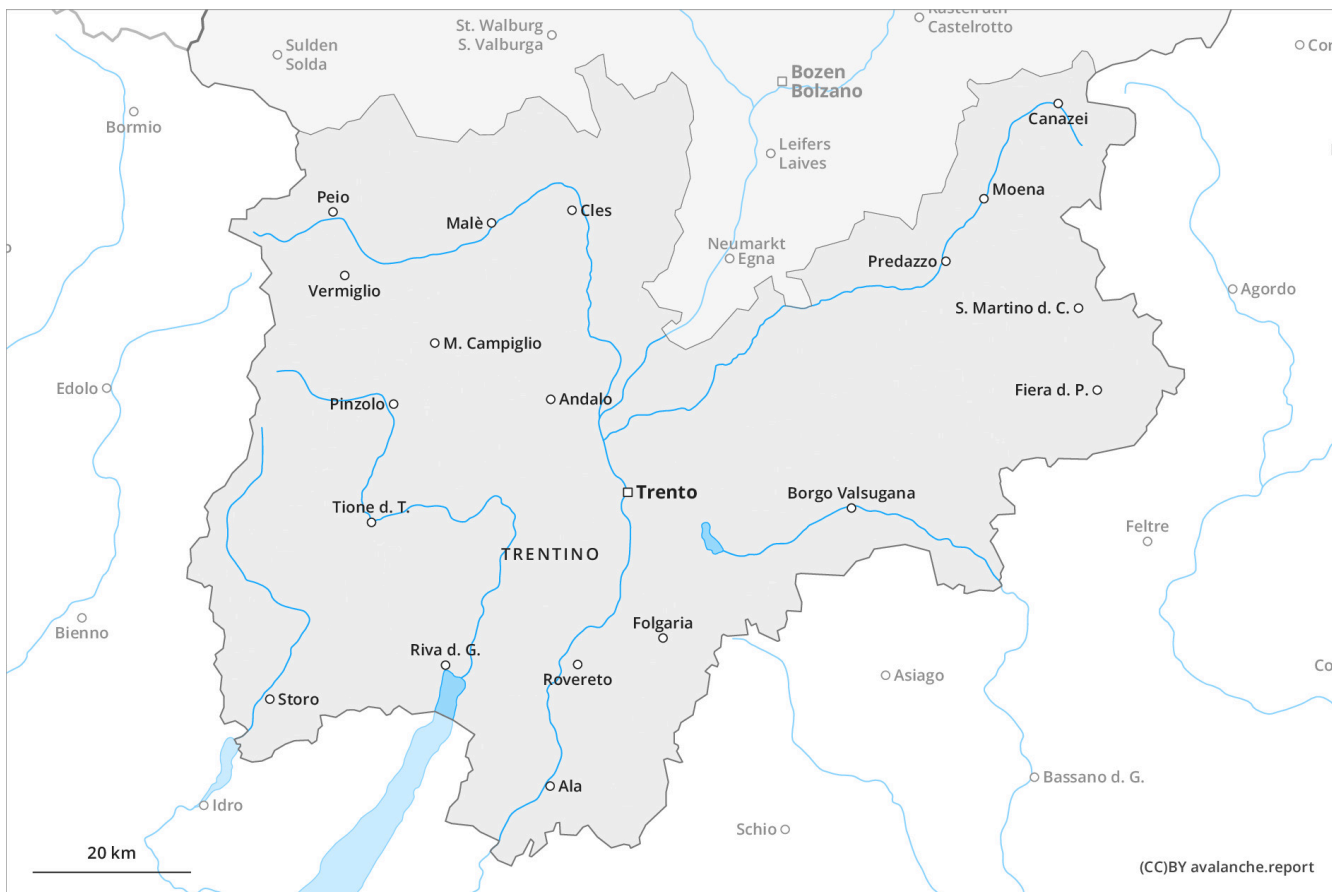 St. Walburg
S. Valburga
Kastelruth
Castelrotto
Sulden
Solda
Bozen
Bolzano
Bormio
Canazei
Leifers
Laives
Peio
Malè
Cles
Moena
Neumarkt
Egna
Predazzo
Vermiglio
Agordo
S. Martino d. C.
M. Campiglio
Edolo
Pinzolo
Andalo
Fiera d. P.
Trento
Borgo Valsugana
Tione d. T.
Feltre
TRENTINO
Bienno
Folgaria
Riva d. G.
Rovereto
Asiago
Storo
Bassano d. G.
Ala
Idro
Schio
20 km
(CC)BY avalanche.report